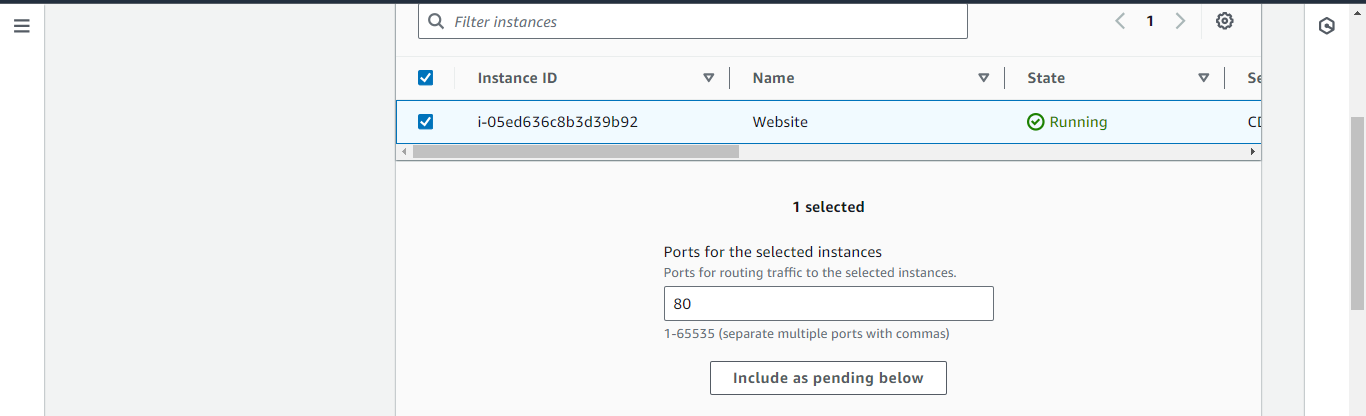 Filter instances
1
Instance ID
Name
State
i-05ed636c8b3d39b92
Website
Running
1 selected
Ports for the selected instances
Ports for routing traffic to the selected instances.
80
1-65535 (separate multiple ports with commas)
Include as pending below